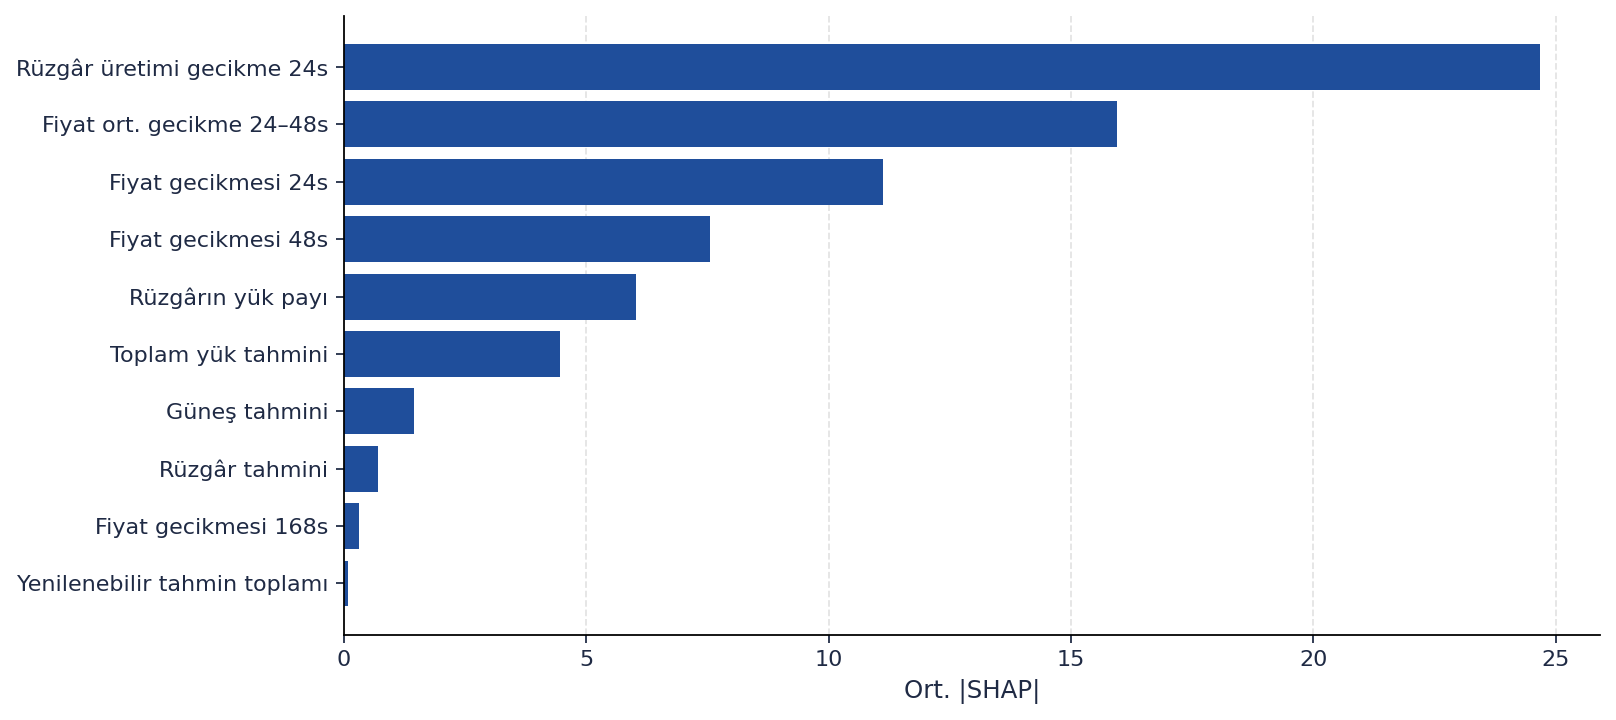 Rüzgâr üretimi gecikme 24s
Fiyat ort. gecikme 24–48s
Fiyat gecikmesi 24s
Fiyat gecikmesi 48s
Rüzgârın yük payı
Toplam yük tahmini
Güneş tahmini
Rüzgâr tahmini
Fiyat gecikmesi 168s
Yenilenebilir tahmin toplamı
0 5 10 15 20 25
Ort. |SHAP|